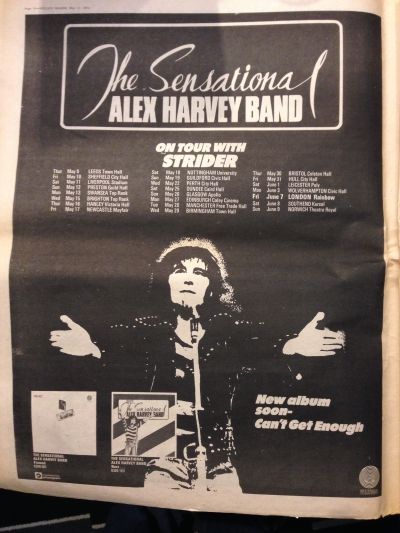 The Sensational
ALEX HARVEY BAND
ON TOUR WITH
STRIDER
Thur May 9 LEEDS Town Hall
Fri May 10 SHEFFIELD City Hall
Sat May 11 LIVERPOOL Stadium
Sun May 12 PRESTON Guild Hall
Mon May 13 SWANSEA Top Rank
Wed May 15 BRIGHTON Top Rank
Thur May 16 HANLEY Victoria Hall
Fri May 17 NEWCASTLE Mayfair
Sat May 18 NOTTINGHAM University
Sun May 19 GUILDFORD Civic Hall
Wed May 22 PERTH City Hall
Sat May 25 DUNDEE Caird Hall
Sun May 26 GLASGOW Apollo
Mon May 27 EDINBURGH Caley Cinema
Tue May 28 MANCHESTER Free Trade Hall
Wed May 29 BIRMINGHAM Town Hall
Thur May 30 BRISTOL Colston Hall
Fri May 31 HULL City Hall
Sat June 1 LEICESTER Poly
Mon June 3 WOLVERHAMPTON Civic Hall
Fri June 7 LONDON Rainbow
Sat June 8 SOUTHEND Kursal
Sun June 9 NORWICH Theatre Royal
New album
soon-
Can't Get Enough
The Sensational
ALEX HARVEY BAND
THE SENSATIONAL
ALEX HARVEY BAND
THE SENSATIONAL
ALEX HARVEY BAND
Next